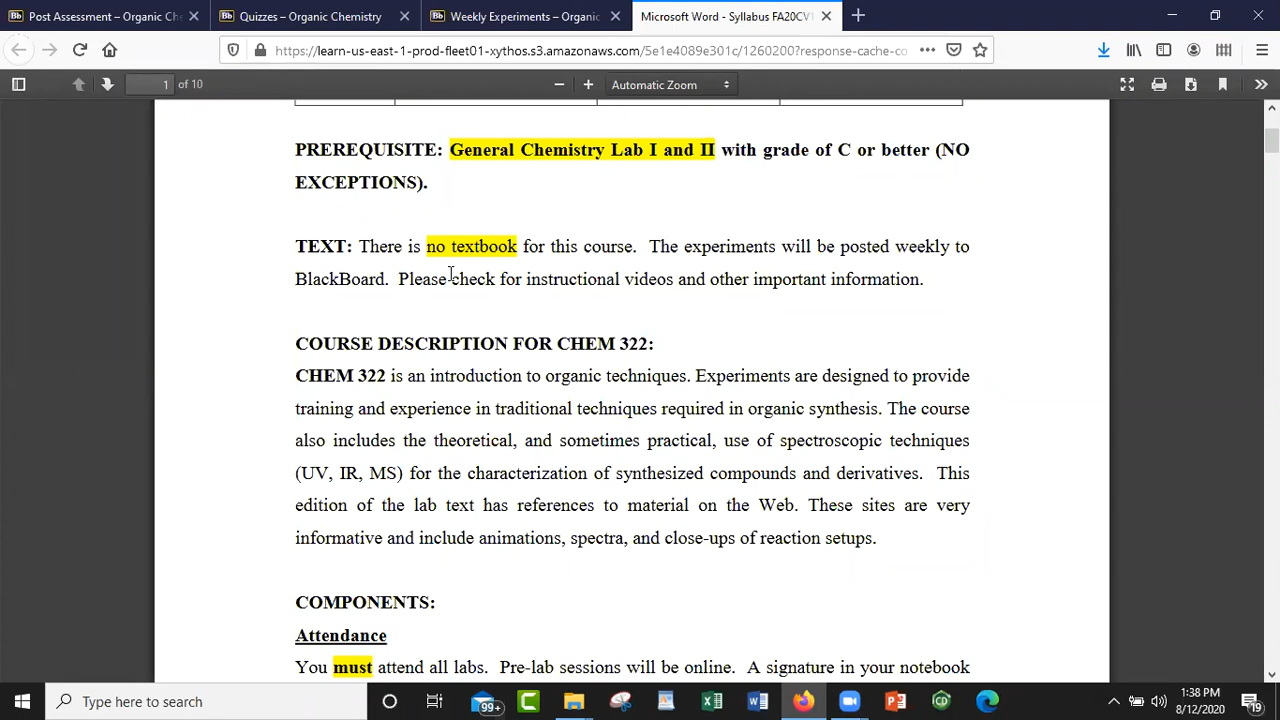 Post Assessment – Organic Ch
Quizzes – Organic Chemistry
Weekly Experiments – Organic
Microsoft Word - Syllabus FA20CV1
https://learn-us-east-1-prod-fleet01-xythos.s3.amazonaws.com/5e1e4089e301c/1260200?response-cache-co
1 of 10
Automatic Zoom
PREREQUISITE: General Chemistry Lab I and II with grade of C or better (NO
EXCEPTIONS).
TEXT: There is no textbook for this course. The experiments will be posted weekly to
BlackBoard. Please check for instructional videos and other important information.
COURSE DESCRIPTION FOR CHEM 322:
CHEM 322 is an introduction to organic techniques. Experiments are designed to provide
training and experience in traditional techniques required in organic synthesis. The course
also includes the theoretical, and sometimes practical, use of spectroscopic techniques
(UV, IR, MS) for the characterization of synthesized compounds and derivatives. This
edition of the lab text has references to material on the Web. These sites are very
informative and include animations, spectra, and close-ups of reaction setups.
COMPONENTS:
Attendance
You must attend all labs. Pre-lab sessions will be online. A signature in your notebook
Type here to search
99+
1:38 PM
8/12/2020
19